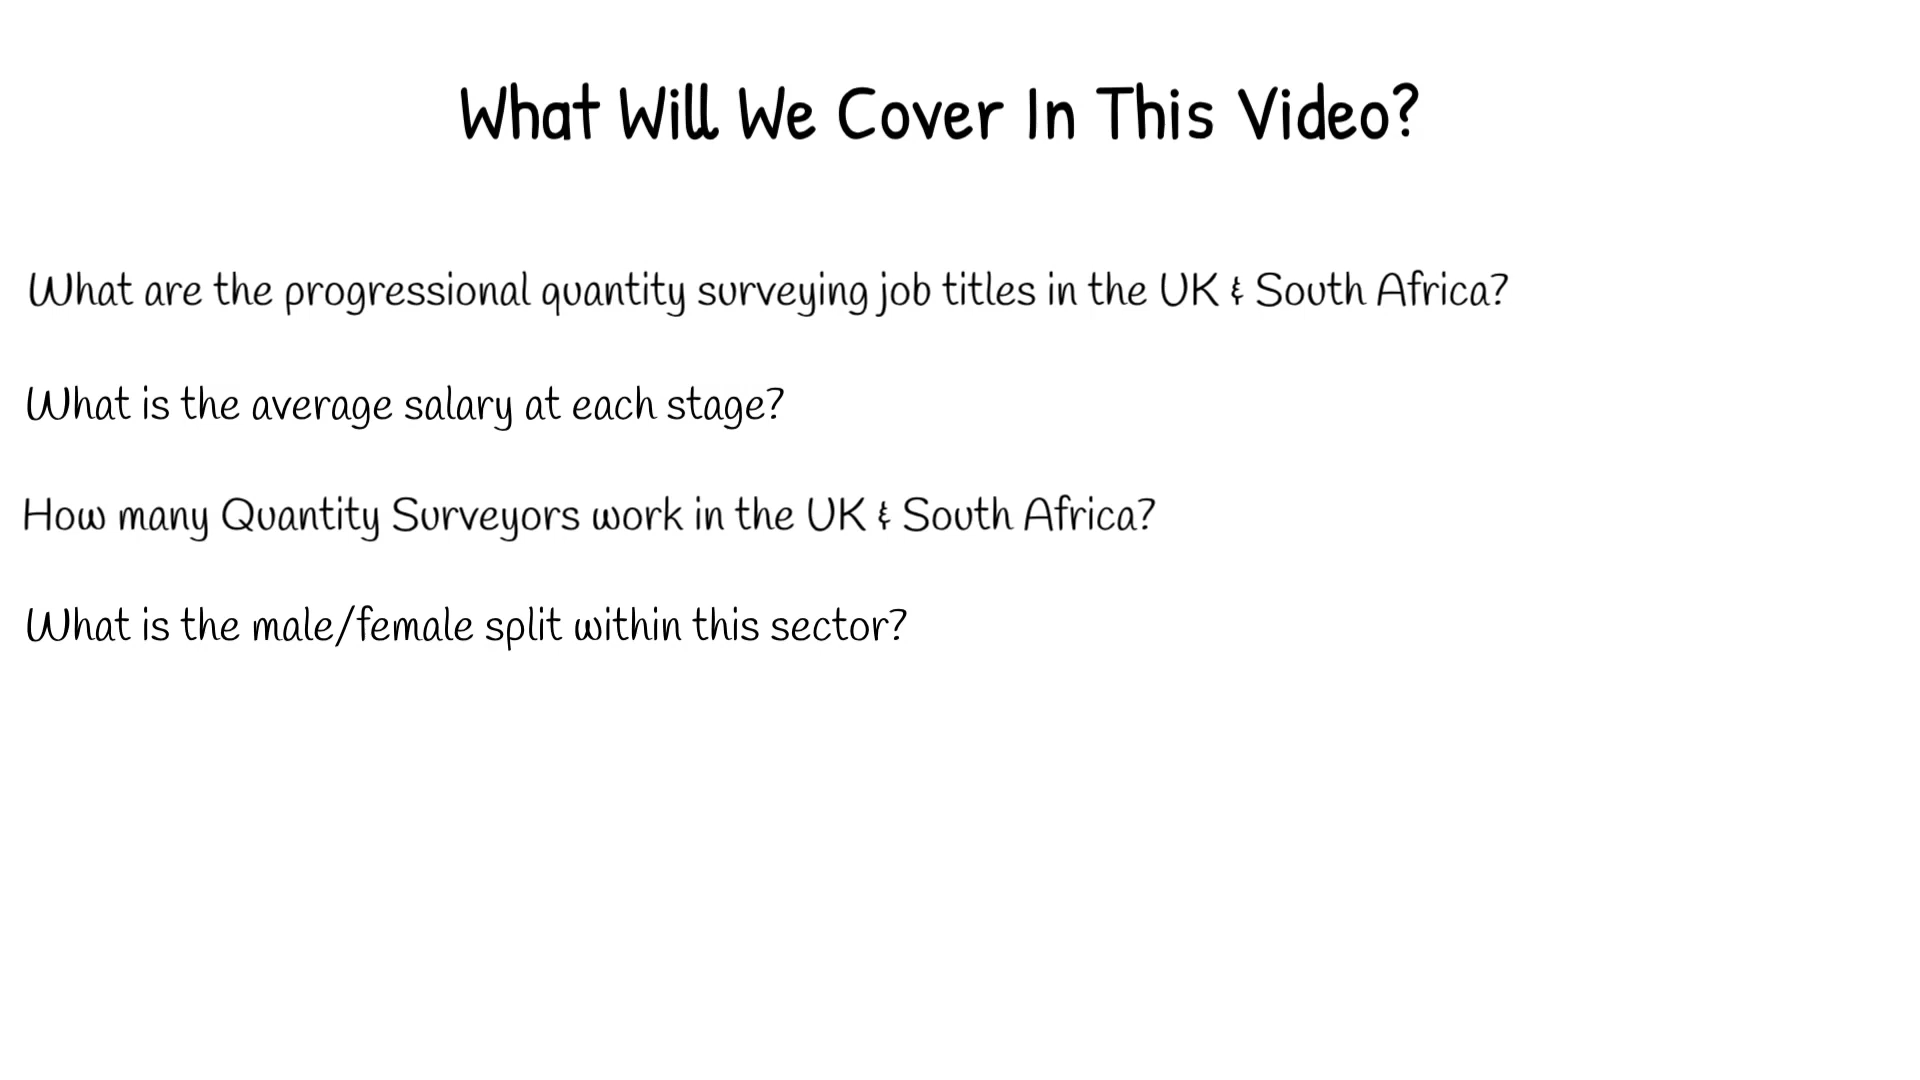 What Will We Cover In This Video?
What are the progressional quantity surveying job titles in the UK & South Africa?
What is the average salary at each stage?
How many Quantity Surveyors work in the UK & South Africa?
What is the male/female split within this sector?